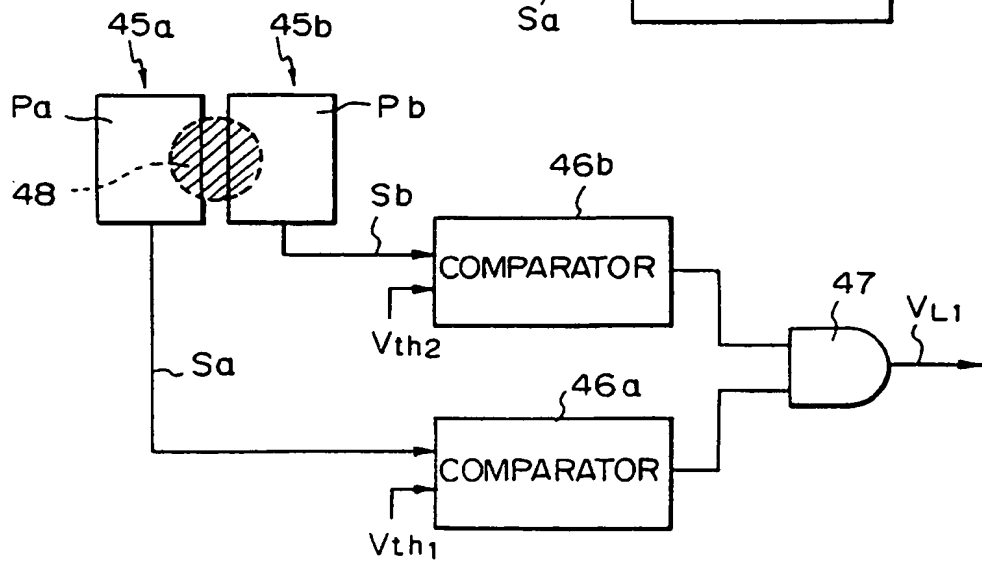 Sa
45a
45b
Pa
Pb
48
46b
Sb
COMPARATOR
47
VL1
Vth2
Sa
46a
COMPARATOR
Vth1